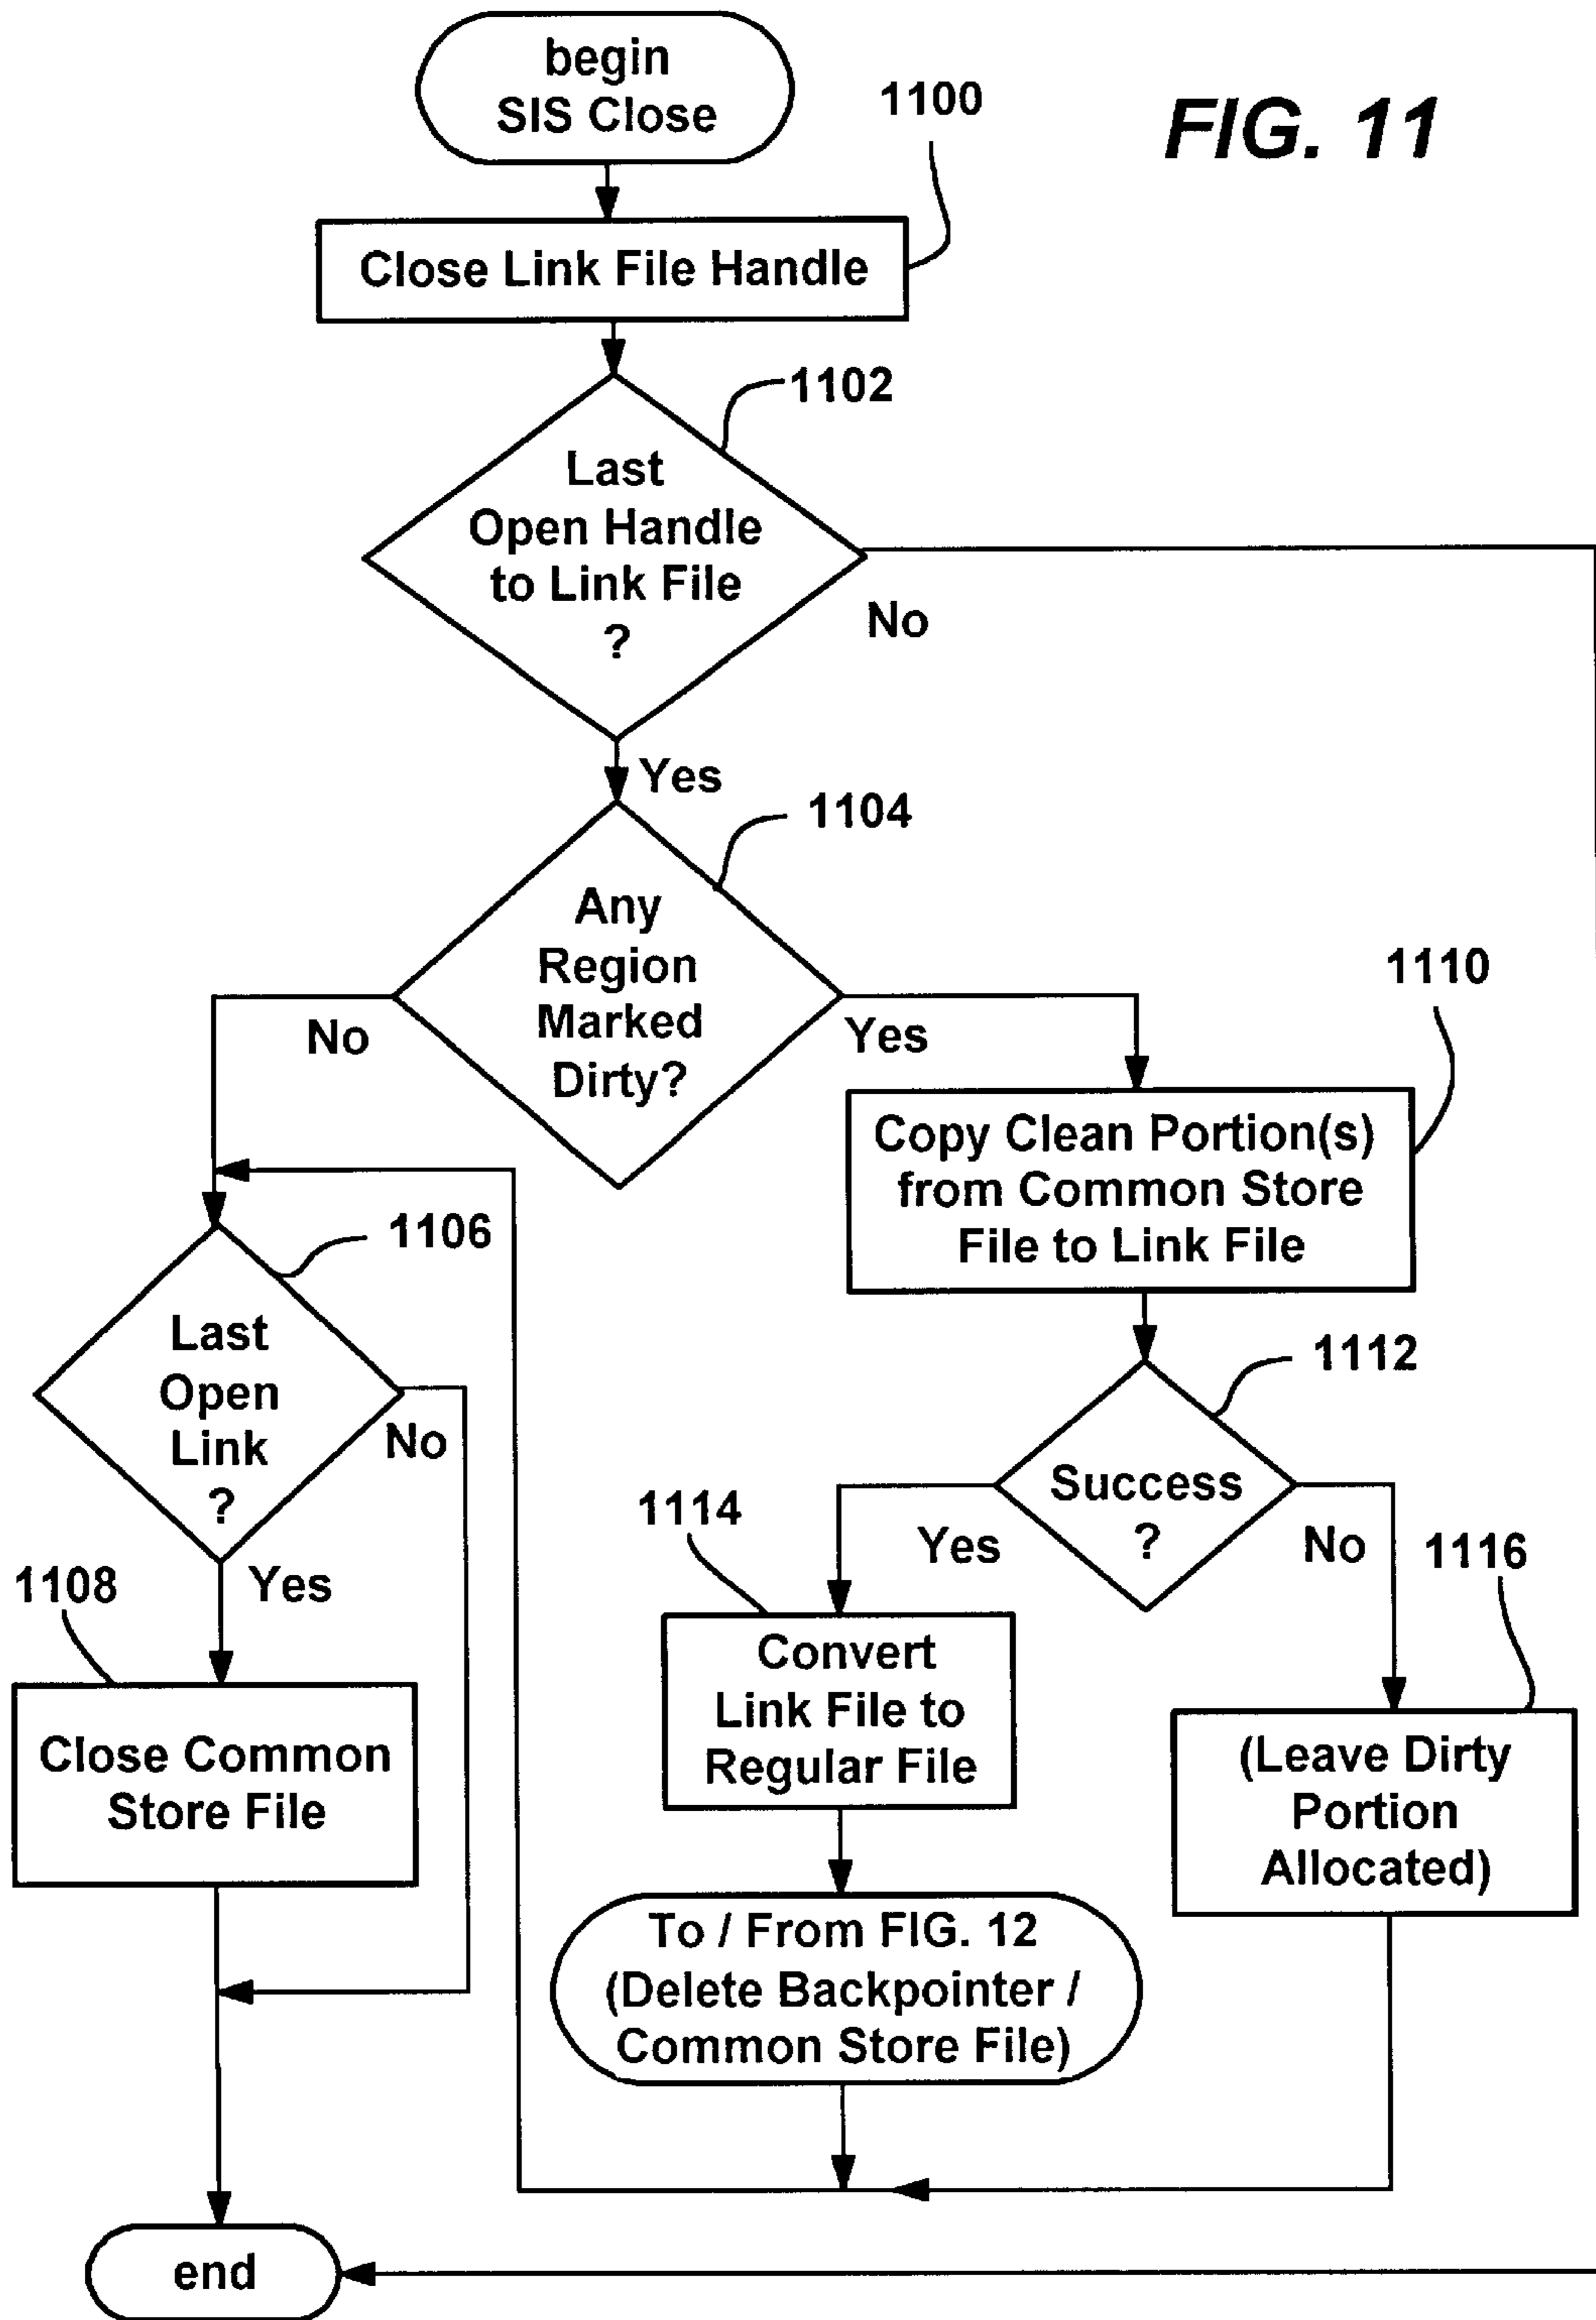 begin
SIS Close
1100
FIG. 11
Close Link File Handle
1102
Last
Open Handle
to Link File
?
No
Yes
1104
Any
Region
Marked
Dirty?
No
Yes
1110
Copy Clean Portion(s)
from Common Store
File to Link File
1106
Last
Open
Link
?
No
Yes
1112
Success
?
Yes
No
1114
1116
1108
Close Common
Store File
Convert
Link File to
Regular File
(Leave Dirty
Portion
Allocated)
To / From FIG. 12
(Delete Backpointer /
Common Store File)
end